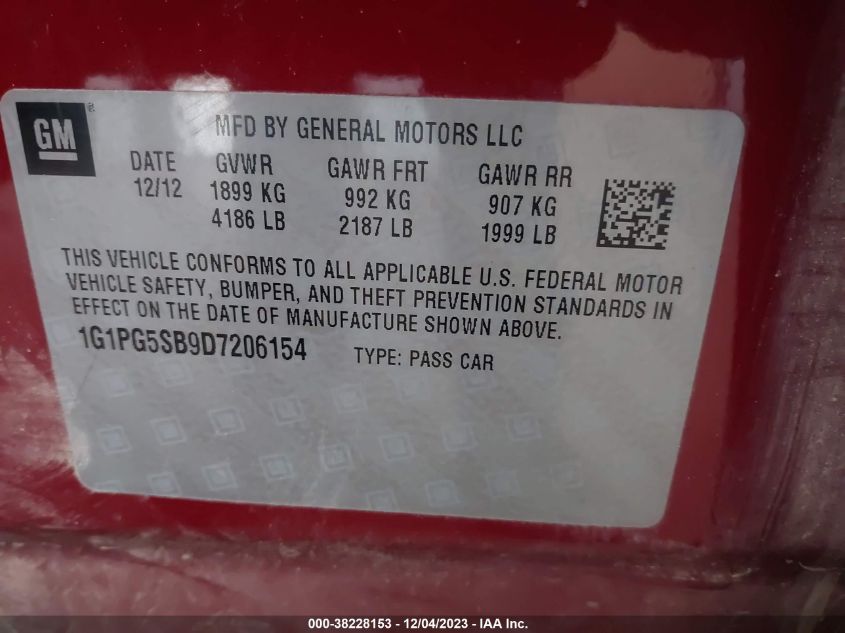 GM ®
MFD BY GENERAL MOTORS LLC
DATE GVWR GAWR FRT GAWR RR
12/12 1899 KG 992 KG 907 KG
4186 LB 2187 LB 1999 LB
THIS VEHICLE CONFORMS TO ALL APPLICABLE U.S. FEDERAL MOTOR
VEHICLE SAFETY, BUMPER, AND THEFT PREVENTION STANDARDS IN
EFFECT ON THE DATE OF MANUFACTURE SHOWN ABOVE.
1G1PG5SB9D7206154 TYPE: PASS CAR
000-38228153 - 12/04/2023 - IAA Inc.